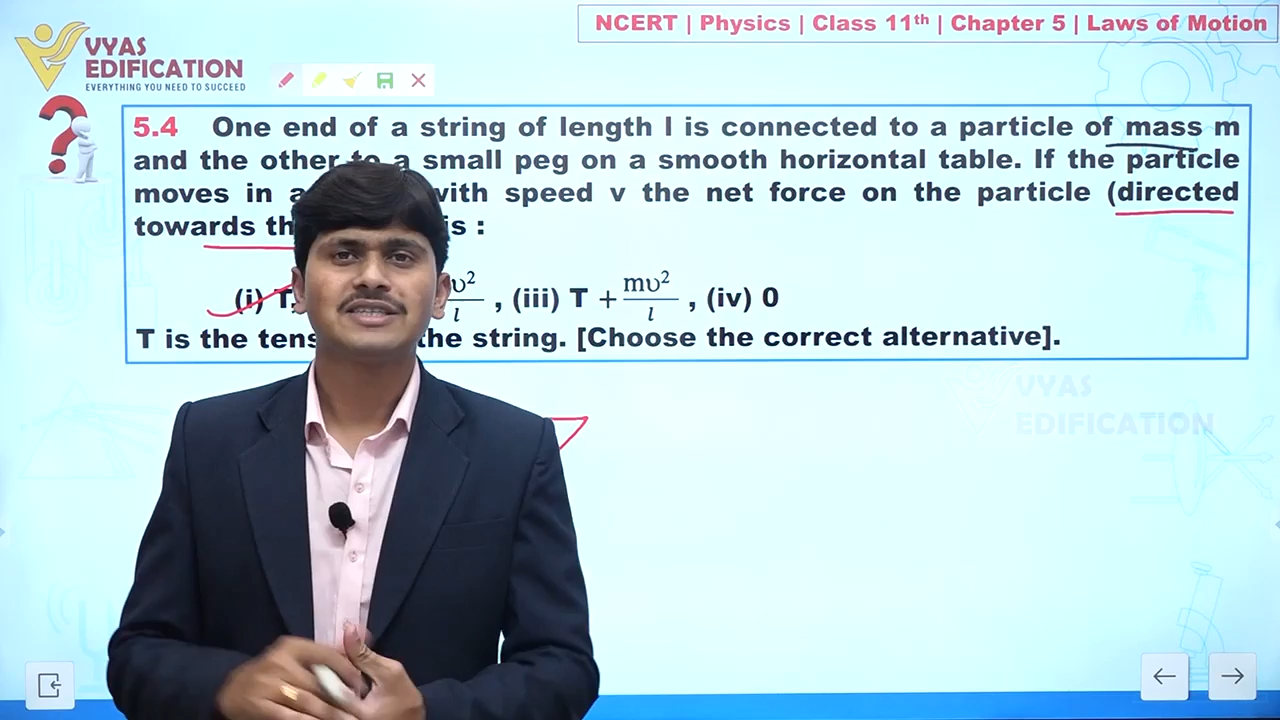 NCERT | Physics | Class 11th | Chapter 5 | Laws of Motion
VYAS
EDIFICATION
EVERYTHING YOU NEED TO SUCCEED
?
5.4 One end of a string of length l is connected to a particle of mass m
and the other to a small peg on a smooth horizontal table. If the particle
moves in a with speed v the net force on the particle (directed
towards is :
(i) T, υ²/l , (iii) T + mυ²/l , (iv) 0
T is the the string. [Choose the correct alternative].
VYAS
EDIFICATION